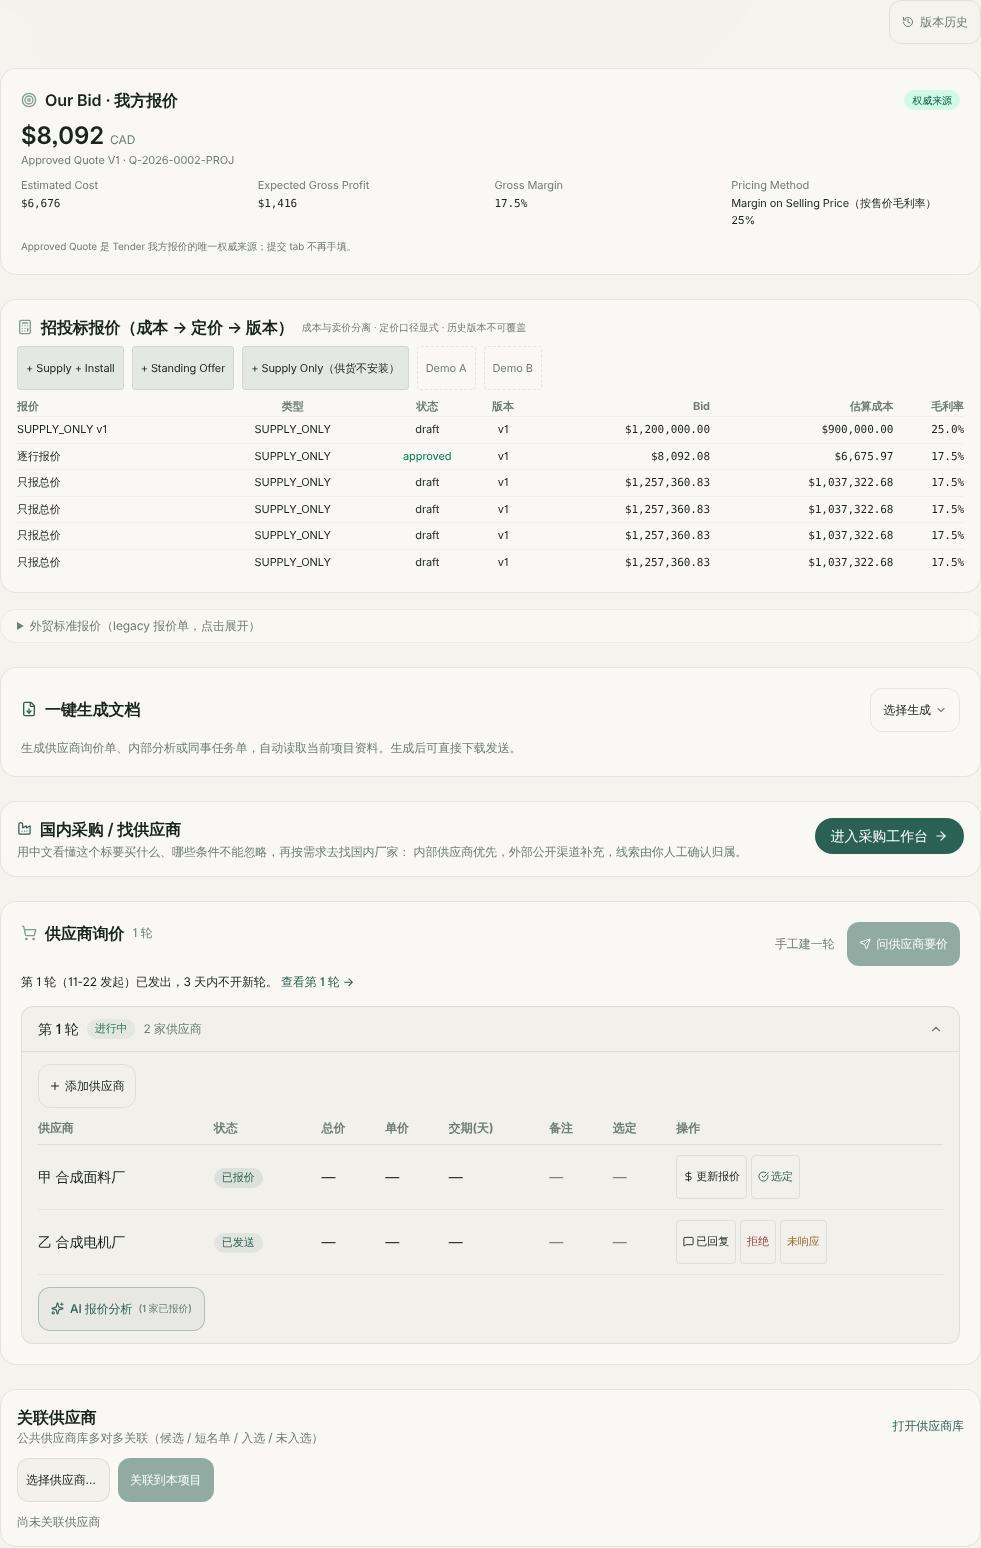 版本历史
Our Bid · 我方报价
权威来源
$8,092 CAD
Approved Quote V1 · Q-2026-0002-PROJ
Estimated Cost Expected Gross Profit Gross Margin Pricing Method
$6,676 $1,416 17.5% Margin on Selling Price（按售价毛利率）
25%
Approved Quote 是 Tender 我方报价的唯一权威来源；提交 tab 不再手填。
招投标报价（成本 → 定价 → 版本） 成本与卖价分离 · 定价口径显式 · 历史版本不可覆盖
+ Supply + Install + Standing Offer + Supply Only（供货不安装） Demo A Demo B
报价 类型 状态 版本 Bid 估算成本 毛利率
SUPPLY_ONLY v1 SUPPLY_ONLY draft v1 $1,200,000.00 $900,000.00 25.0%
逐行报价 SUPPLY_ONLY approved v1 $8,092.08 $6,675.97 17.5%
只报总价 SUPPLY_ONLY draft v1 $1,257,360.83 $1,037,322.68 17.5%
只报总价 SUPPLY_ONLY draft v1 $1,257,360.83 $1,037,322.68 17.5%
只报总价 SUPPLY_ONLY draft v1 $1,257,360.83 $1,037,322.68 17.5%
只报总价 SUPPLY_ONLY draft v1 $1,257,360.83 $1,037,322.68 17.5%
▶ 外贸标准报价（legacy 报价单，点击展开）
一键生成文档
选择生成
生成供应商询价单、内部分析或同事任务单，自动读取当前项目资料。生成后可直接下载发送。
国内采购 / 找供应商
用中文看懂这个标要买什么、哪些条件不能忽略，再按需求去找国内厂家： 内部供应商优先，外部公开渠道补充，线索由你人工确认归属。
进入采购工作台 →
供应商询价 1 轮
手工建一轮 问供应商要价
第 1 轮（11-22 发起）已发出，3 天内不开新轮。 查看第 1 轮 →
第 1 轮 进行中 2 家供应商
+ 添加供应商
供应商 状态 总价 单价 交期(天) 备注 选定 操作
甲 合成面料厂 已报价 — — — — — $ 更新报价 选定
乙 合成电机厂 已发送 — — — — — 已回复 拒绝 未响应
AI 报价分析 (1 家已报价)
关联供应商
公共供应商库多对多关联（候选 / 短名单 / 入选 / 未入选）
打开供应商库
选择供应商... 关联到本项目
尚未关联供应商